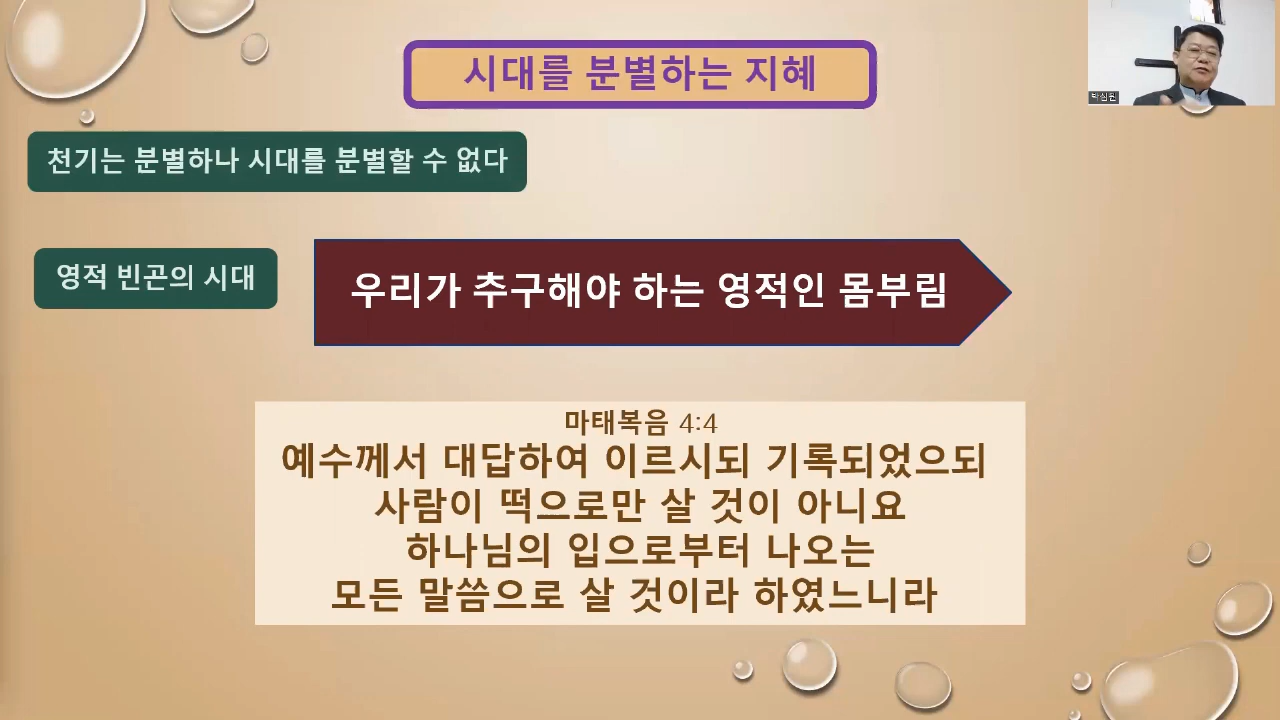 시대를 분별하는 지혜
박심원
천기는 분별하나 시대를 분별할 수 없다
영적 빈곤의 시대
우리가 추구해야 하는 영적인 몸부림
마태복음 4:4
예수께서 대답하여 이르시되 기록되었으되
사람이 떡으로만 살 것이 아니요
하나님의 입으로부터 나오는
모든 말씀으로 살 것이라 하였느니라